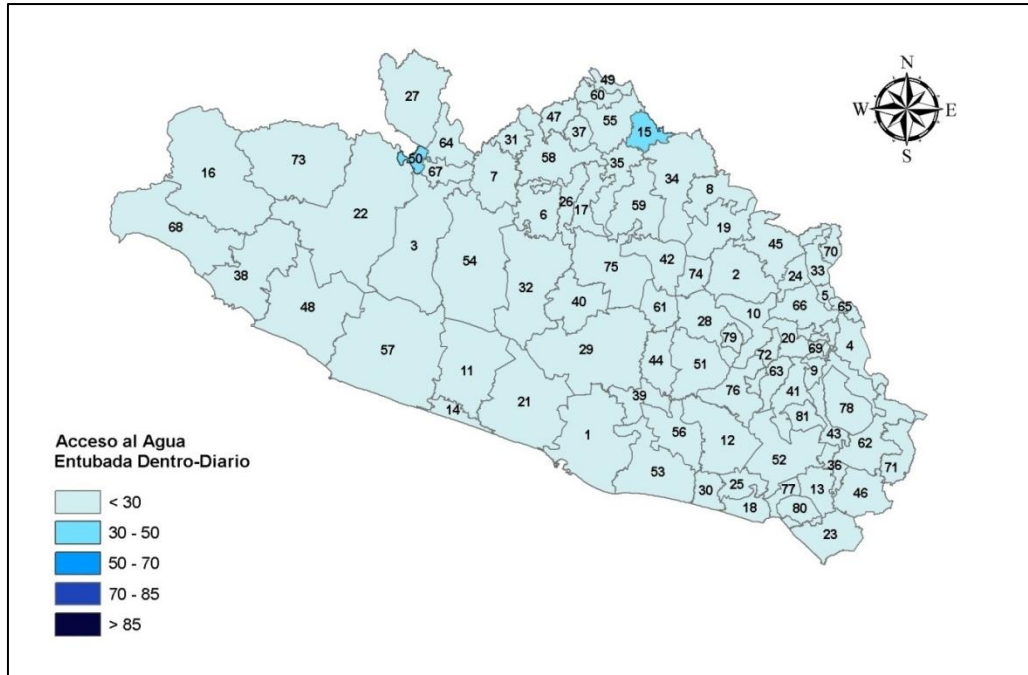 N
W E
S
49
27 60
47 55
15
64 31 37
50 58
73 35
16 67 7 34
8
26 59
22 6 17
68 19
3 45 70
54 42
75 74 2 24 33
38
32 5
40 66 65
48 61 10
28
79 20 69 4
57 29
72
11 44 51 63 9
39 76 41
21 78
14 81
1 56 12 43 62
52
53 36 71
25 77 13
30 46
18 80
23
Acceso al Agua
Entubada Dentro-Diario
< 30
30 - 50
50 - 70
70 - 85
> 85